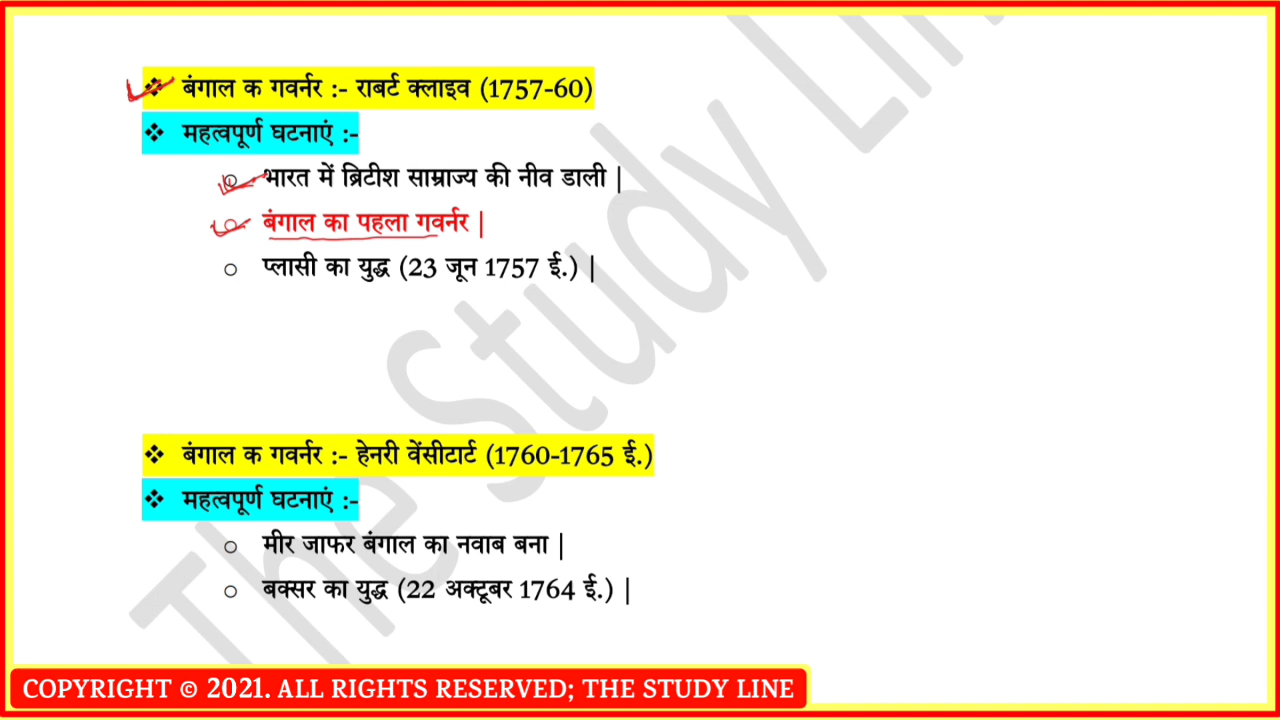 ❖ बंगाल क गवर्नर :- राबर्ट क्लाइव (1757-60)
❖ महत्वपूर्ण घटनाएं :-
○ भारत में ब्रिटीश साम्राज्य की नीव डाली |
○ बंगाल का पहला गवर्नर |
○ प्लासी का युद्ध (23 जून 1757 ई.) |
❖ बंगाल क गवर्नर :- हेनरी वेंसीटार्ट (1760-1765 ई.)
❖ महत्वपूर्ण घटनाएं :-
○ मीर जाफर बंगाल का नवाब बना |
○ बक्सर का युद्ध (22 अक्टूबर 1764 ई.) |
The Study Lin
COPYRIGHT © 2021. ALL RIGHTS RESERVED; THE STUDY LINE